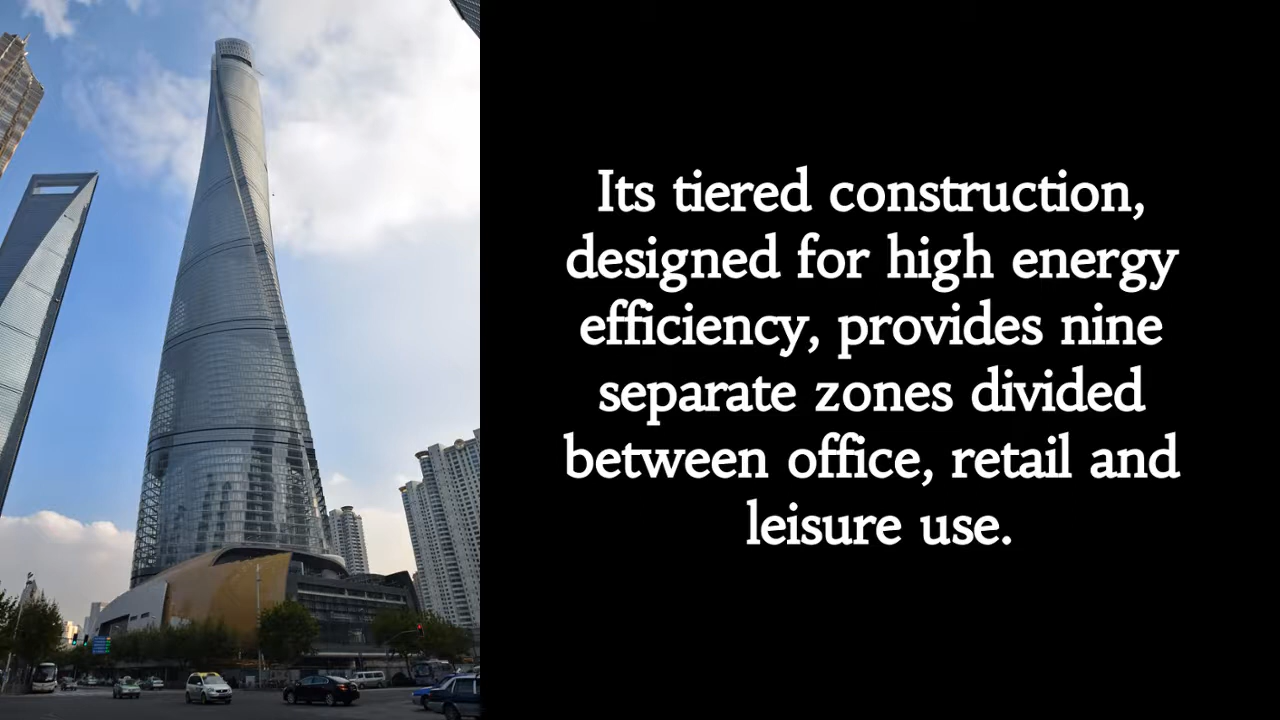 Its tiered construction,
designed for high energy
efficiency, provides nine
separate zones divided
between office, retail and
leisure use.